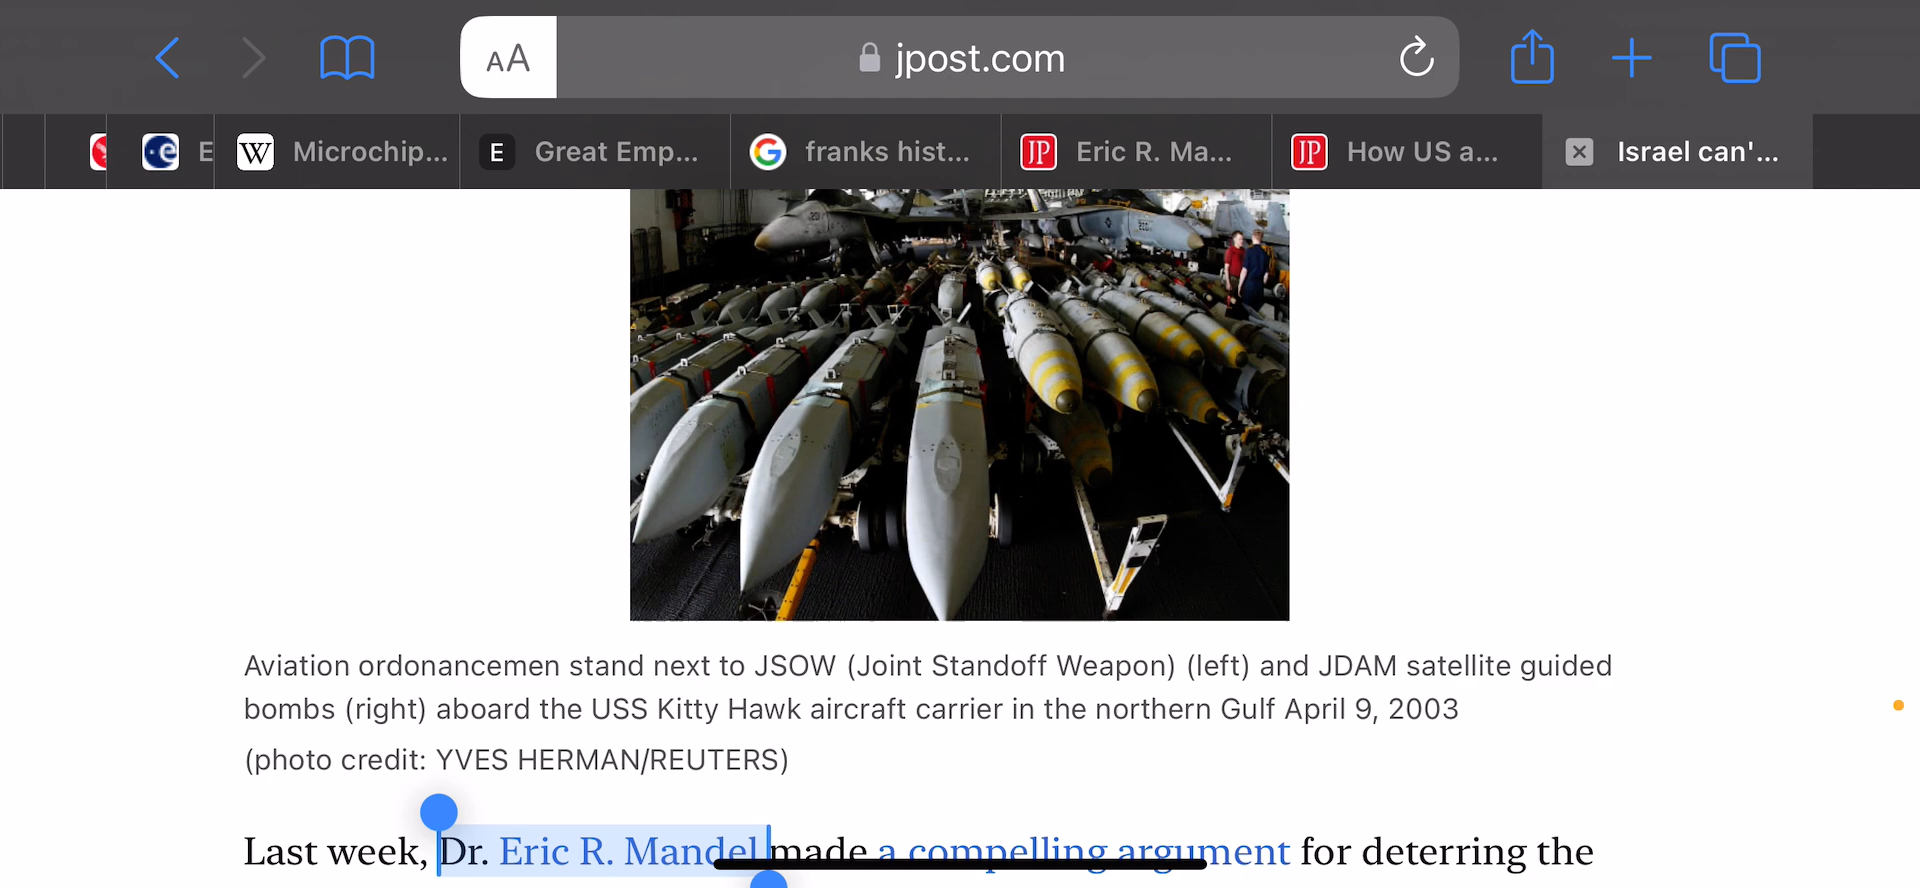 AA
jpost.com
E
W
Microchip...
E
Great Emp...
G
franks hist...
JP
Eric R. Ma...
JP
How US a...
Israel can'...
Aviation ordonancemen stand next to JSOW (Joint Standoff Weapon) (left) and JDAM satellite guided
bombs (right) aboard the USS Kitty Hawk aircraft carrier in the northern Gulf April 9, 2003
(photo credit: YVES HERMAN/REUTERS)
Last week, Dr. Eric R. Mandel made a compelling argument for deterring the